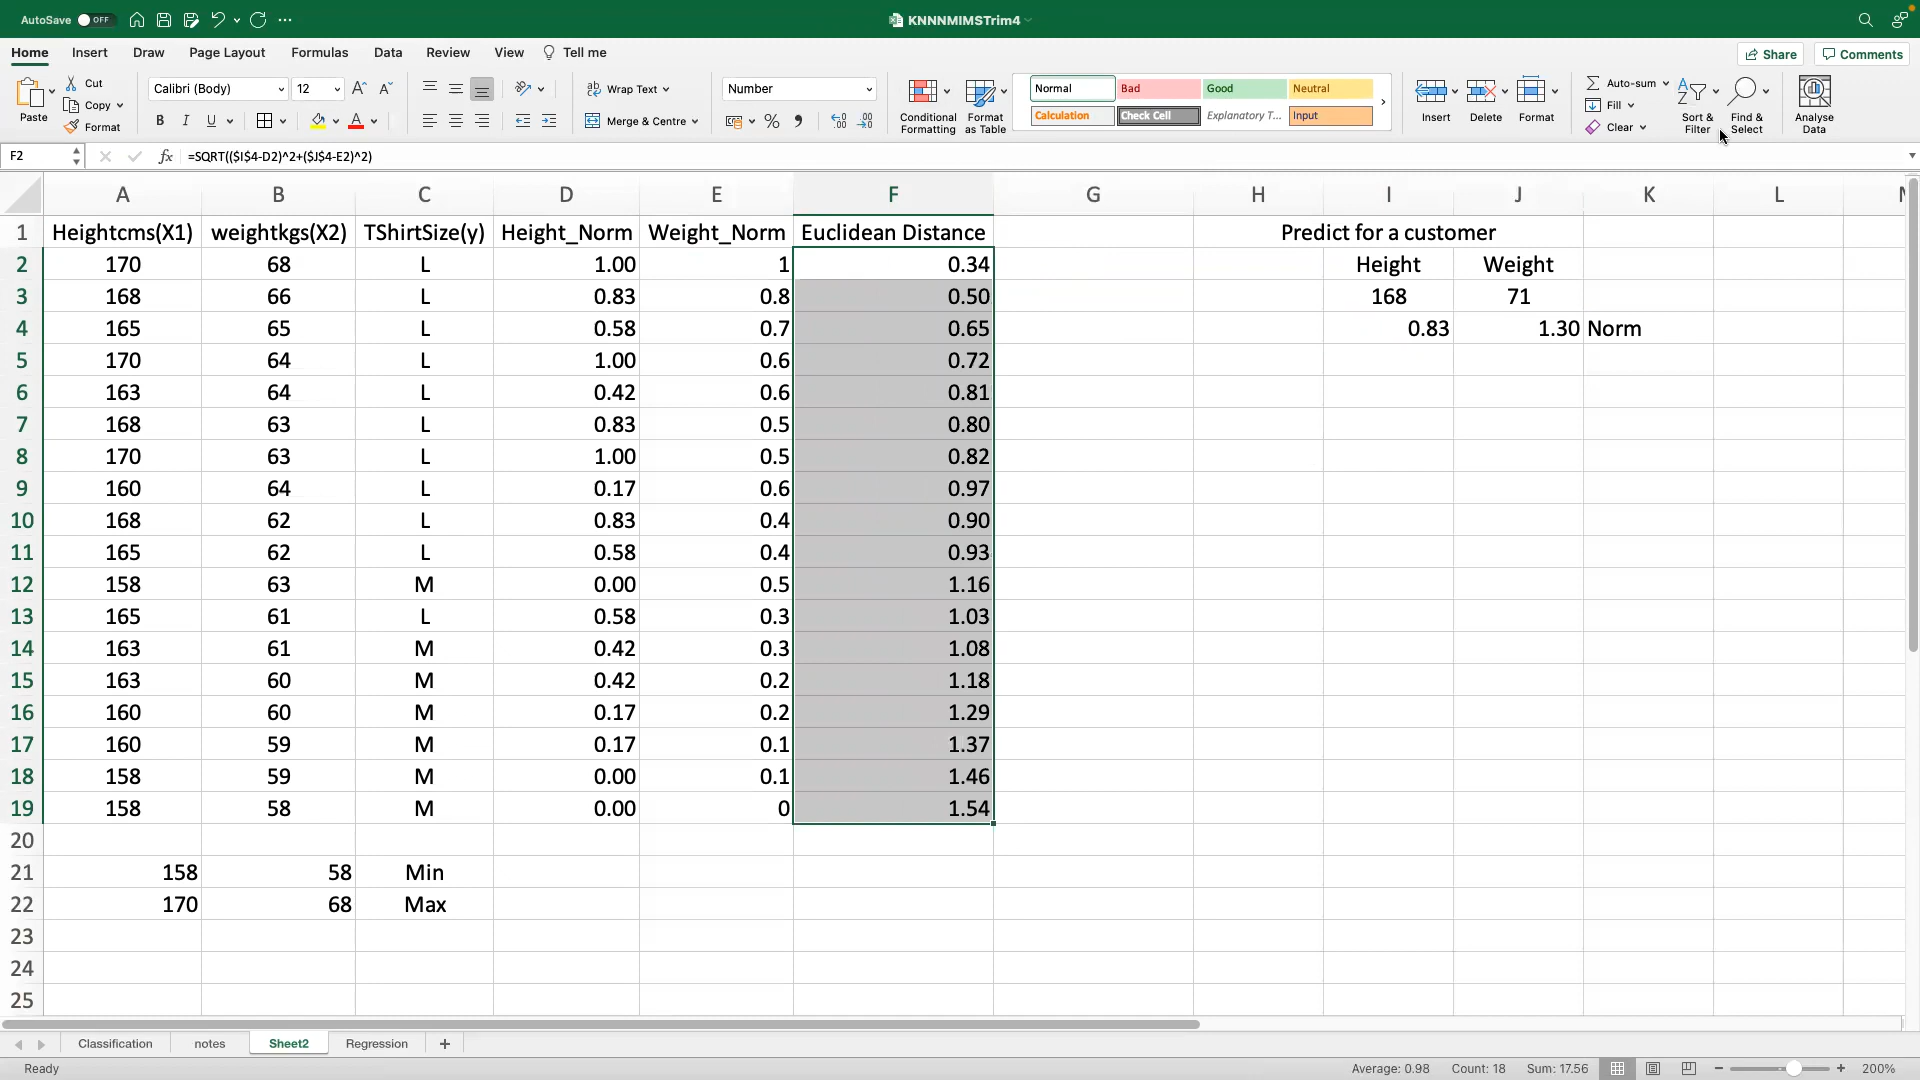 AutoSave OFF KNNNMIMSTrim4
Home Insert Draw Page Layout Formulas Data Review View Tell me Share Comments
Paste Cut Copy Format
Calibri (Body) 12
B I U
Wrap Text
Merge & Centre
Number
Conditional Formatting
Format as Table
Normal Bad Good Neutral
Calculation Check Cell Explanatory T... Input
Insert Delete Format
Auto-sum
Fill
Clear
Sort & Filter
Find & Select
Analyse Data
F2 fx =SQRT(($I$4-D2)^2+($J$4-E2)^2)
A B C D E F G H I J K L
1 Heightcms(X1) weightkgs(X2) TShirtSize(y) Height_Norm Weight_Norm Euclidean Distance Predict for a customer
2 170 68 L 1.00 1 0.34 Height Weight
3 168 66 L 0.83 0.8 0.50 168 71
4 165 65 L 0.58 0.7 0.65 0.83 1.30 Norm
5 170 64 L 1.00 0.6 0.72
6 163 64 L 0.42 0.6 0.81
7 168 63 L 0.83 0.5 0.80
8 170 63 L 1.00 0.5 0.82
9 160 64 L 0.17 0.6 0.97
10 168 62 L 0.83 0.4 0.90
11 165 62 L 0.58 0.4 0.93
12 158 63 M 0.00 0.5 1.16
13 165 61 L 0.58 0.3 1.03
14 163 61 M 0.42 0.3 1.08
15 163 60 M 0.42 0.2 1.18
16 160 60 M 0.17 0.2 1.29
17 160 59 M 0.17 0.1 1.37
18 158 59 M 0.00 0.1 1.46
19 158 58 M 0.00 0 1.54
20
21 158 58 Min
22 170 68 Max
23
24
25
Classification notes Sheet2 Regression +
Ready Average: 0.98 Count: 18 Sum: 17.56 200%